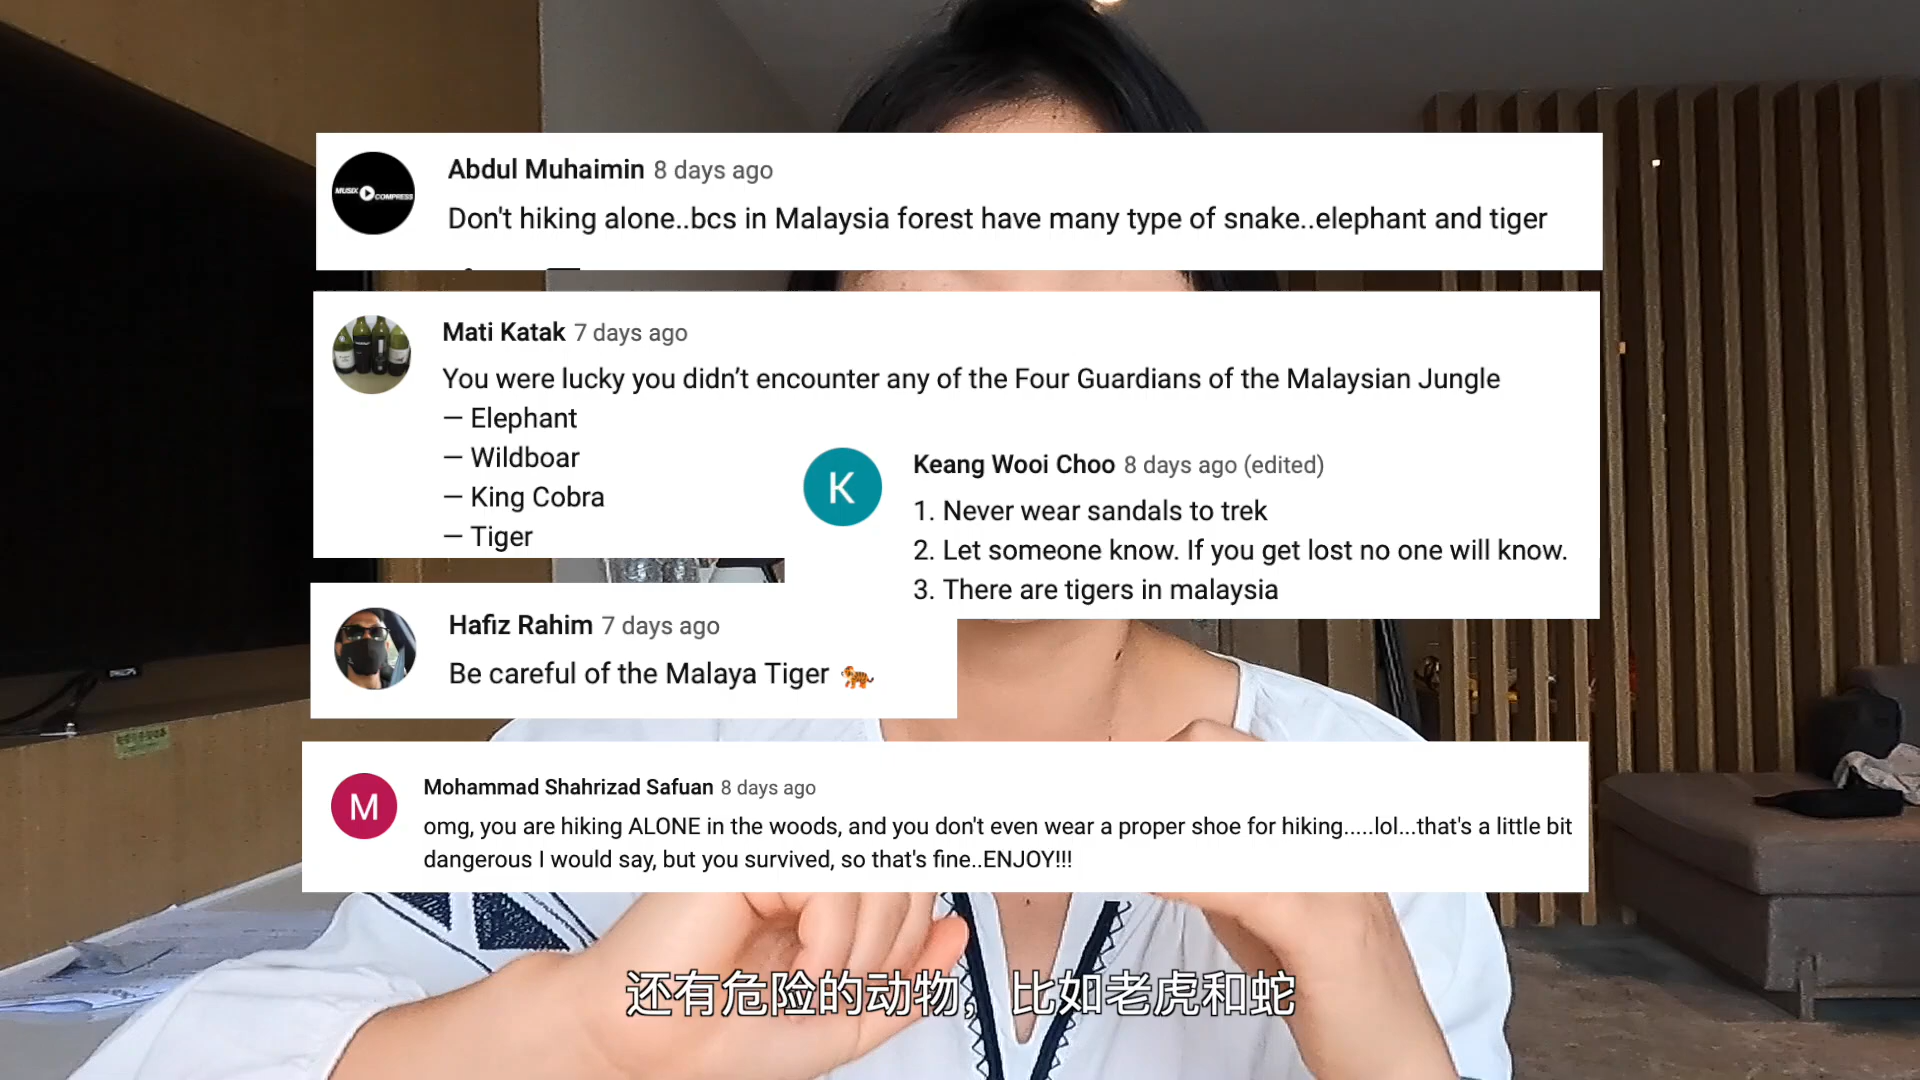 MUSIX COMPRESS
Abdul Muhaimin 8 days ago
Don't hiking alone..bcs in Malaysia forest have many type of snake..elephant and tiger
Mati Katak 7 days ago
You were lucky you didn’t encounter any of the Four Guardians of the Malaysian Jungle
— Elephant
— Wildboar
— King Cobra
— Tiger
K
Keang Wooi Choo 8 days ago (edited)
1. Never wear sandals to trek
2. Let someone know. If you get lost no one will know.
3. There are tigers in malaysia
Hafiz Rahim 7 days ago
Be careful of the Malaya Tiger 🐅
M
Mohammad Shahrizad Safuan 8 days ago
omg, you are hiking ALONE in the woods, and you don't even wear a proper shoe for hiking.....lol...that's a little bit
dangerous I would say, but you survived, so that's fine..ENJOY!!!
还有危险的动物，比如老虎和蛇